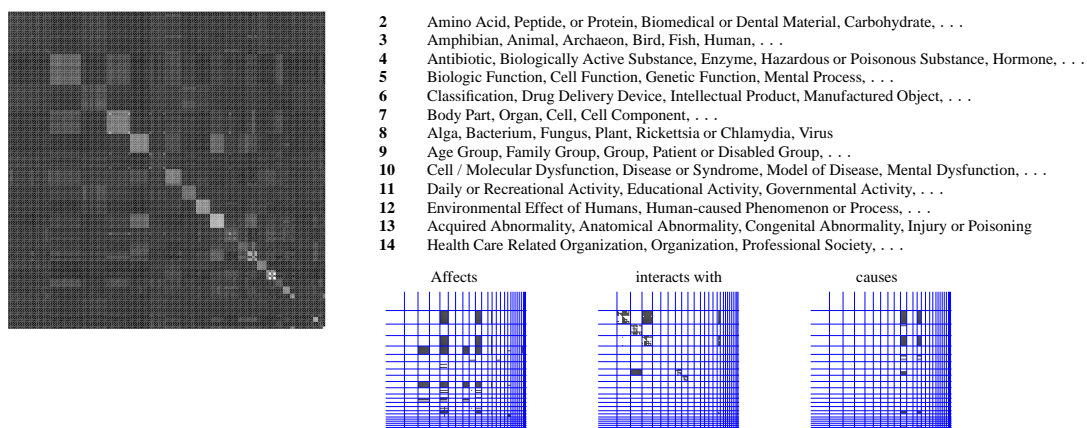 2 Amino Acid, Peptide, or Protein, Biomedical or Dental Material, Carbohydrate, . . .
3 Amphibian, Animal, Archaeon, Bird, Fish, Human, . . .
4 Antibiotic, Biologically Active Substance, Enzyme, Hazardous or Poisonous Substance, Hormone, . . .
5 Biologic Function, Cell Function, Genetic Function, Mental Process, . . .
6 Classification, Drug Delivery Device, Intellectual Product, Manufactured Object, . . .
7 Body Part, Organ, Cell, Cell Component, . . .
8 Alga, Bacterium, Fungus, Plant, Rickettsia or Chlamydia, Virus
9 Age Group, Family Group, Group, Patient or Disabled Group, . . .
10 Cell / Molecular Dysfunction, Disease or Syndrome, Model of Disease, Mental Dysfunction, . . .
11 Daily or Recreational Activity, Educational Activity, Governmental Activity, . . .
12 Environmental Effect of Humans, Human-caused Phenomenon or Process, . . .
13 Acquired Abnormality, Anatomical Abnormality, Congenital Abnormality, Injury or Poisoning
14 Health Care Related Organization, Organization, Professional Society, . . .
Affects interacts with causes